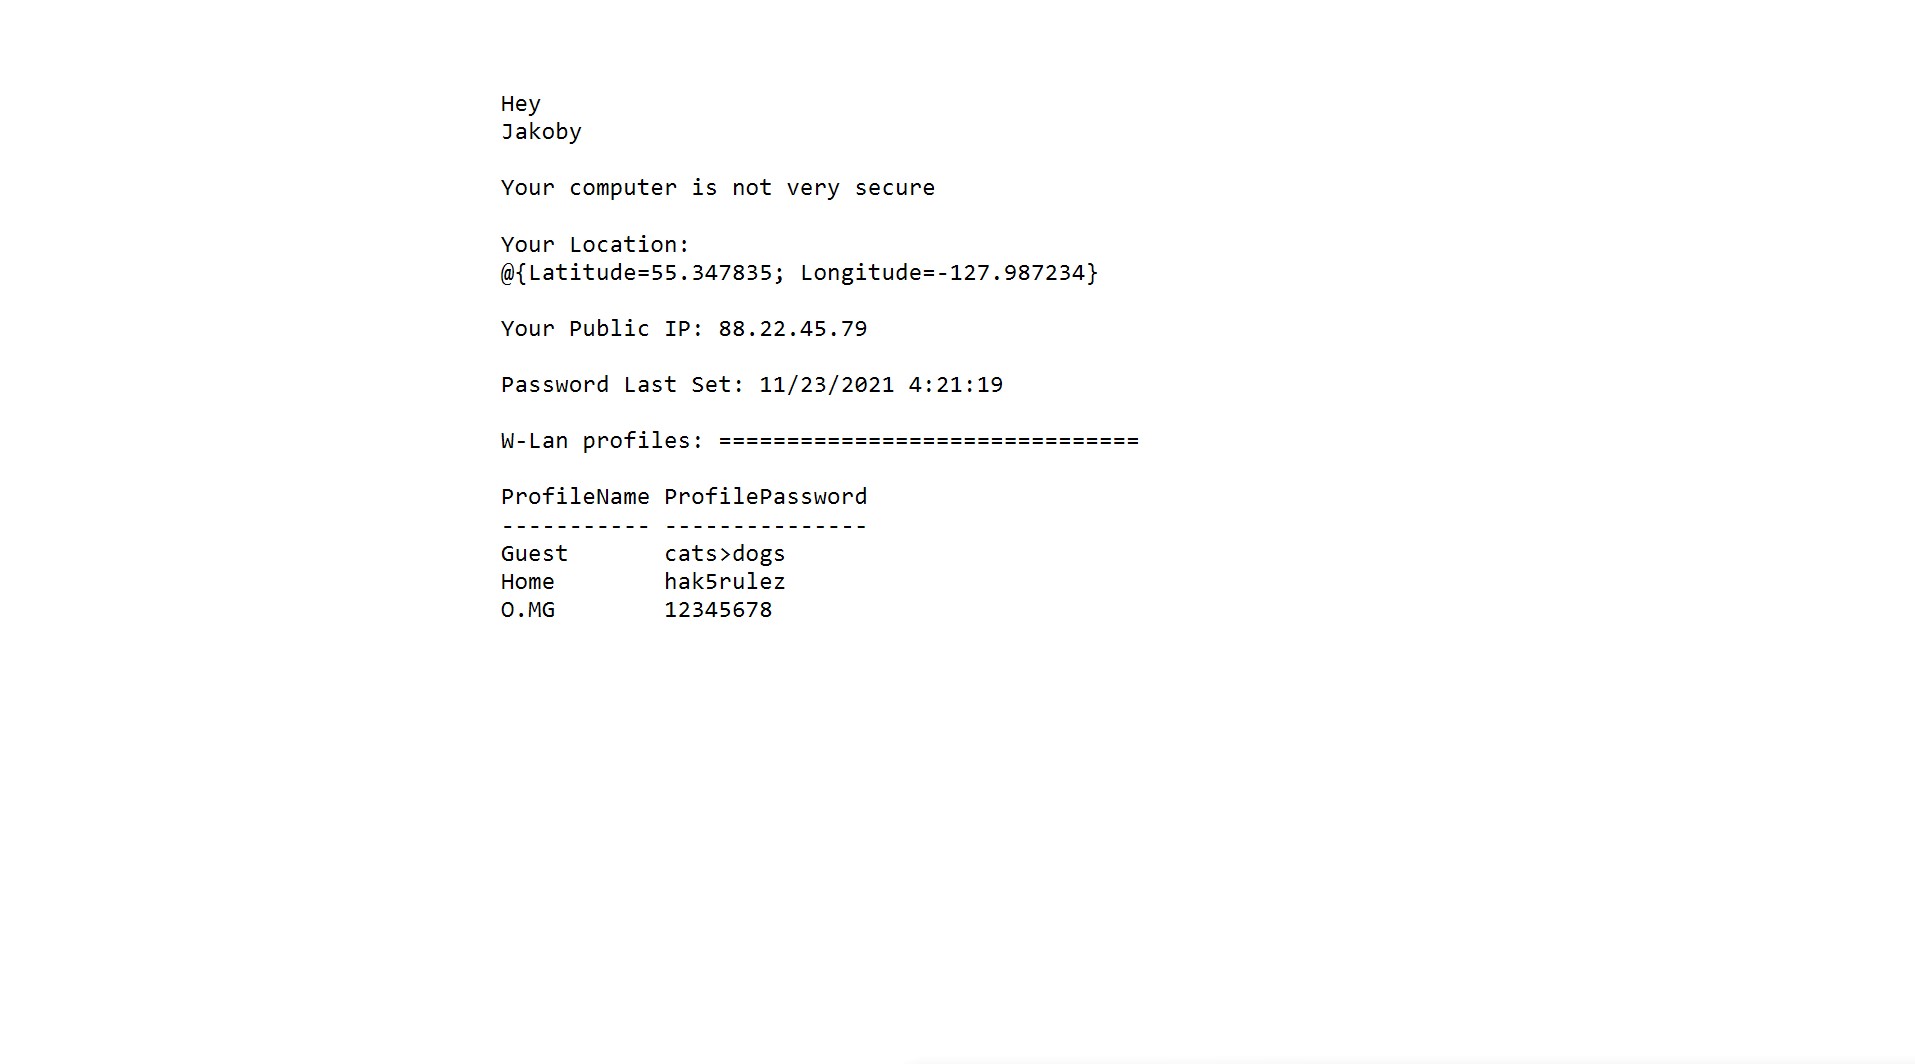 Hey
Jakoby
Your computer is not very secure
Your Location:
@{Latitude=55.347835; Longitude=-127.987234}
Your Public IP: 88.22.45.79
Password Last Set: 11/23/2021 4:21:19
W-Lan profiles: ===============================
ProfileName ProfilePassword
----------- ---------------
Guest       cats>dogs
Home        hak5rulez
O.MG        12345678